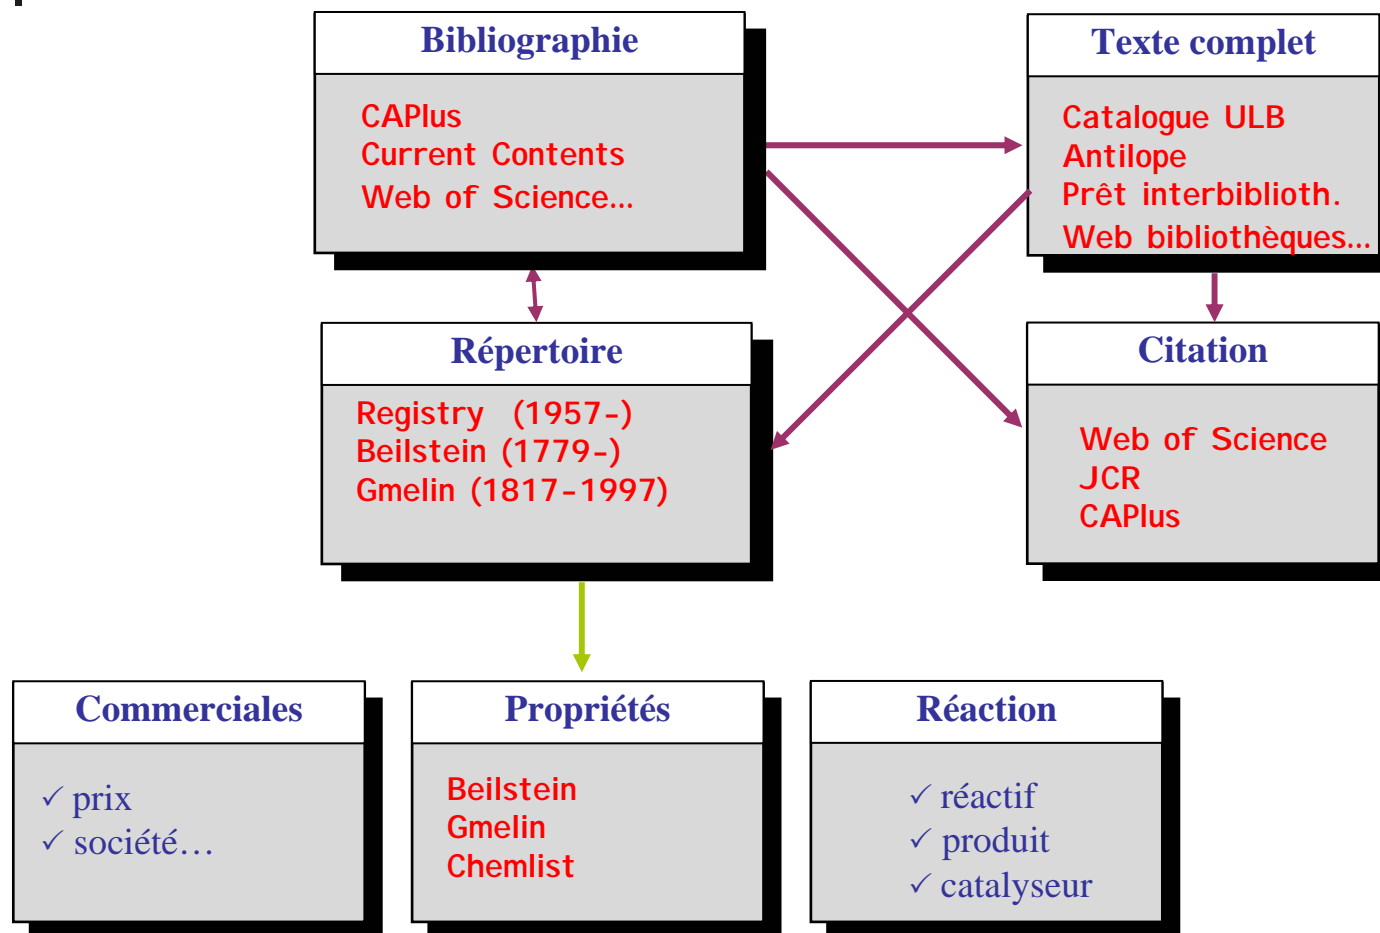 Bibliographie
CAPlus
Current Contents
Web of Science...
Texte complet
Catalogue ULB
Antilope
Prêt interbiblioth.
Web bibliothèques...
Répertoire
Registry (1957-)
Beilstein (1779-)
Gmelin (1817-1997)
Citation
Web of Science
JCR
CAPlus
Commerciales
✓ prix
✓ société…
Propriétés
Beilstein
Gmelin
Chemlist
Réaction
✓ réactif
✓ produit
✓ catalyseur